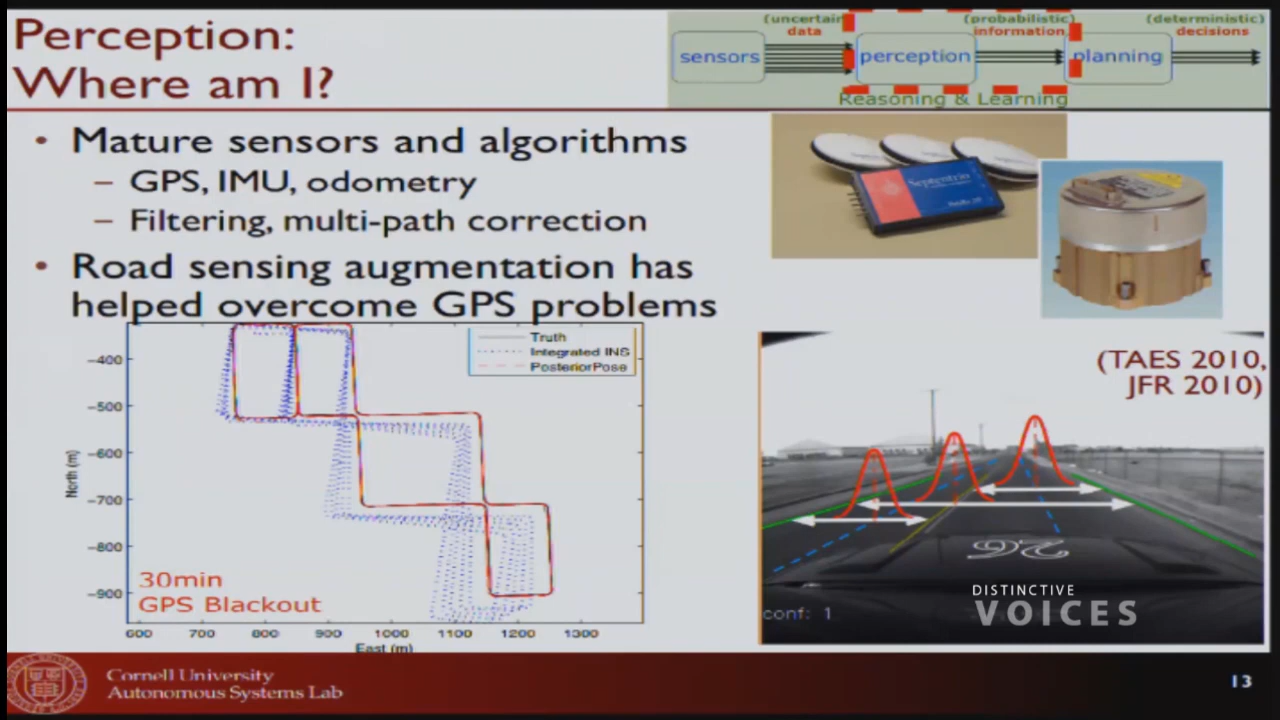 Perception:
Where am I?
(uncertain
data
(probabilistic)
information
(deterministic)
decisions
sensors
perception
planning
Reasoning & Learning
• Mature sensors and algorithms
– GPS, IMU, odometry
– Filtering, multi-path correction
• Road sensing augmentation has
helped overcome GPS problems
Septentrio
Truth
Integrated INS
PosteriorPose
−400
−500
−600
−700
−800
−900
North (m)
30min
GPS Blackout
600 700 800 900 1000 1100 1200 1300
East (m)
(TAES 2010,
JFR 2010)
26
conf: 1
DISTINCTIVE
VOICES
Cornell University
Autonomous Systems Lab
13